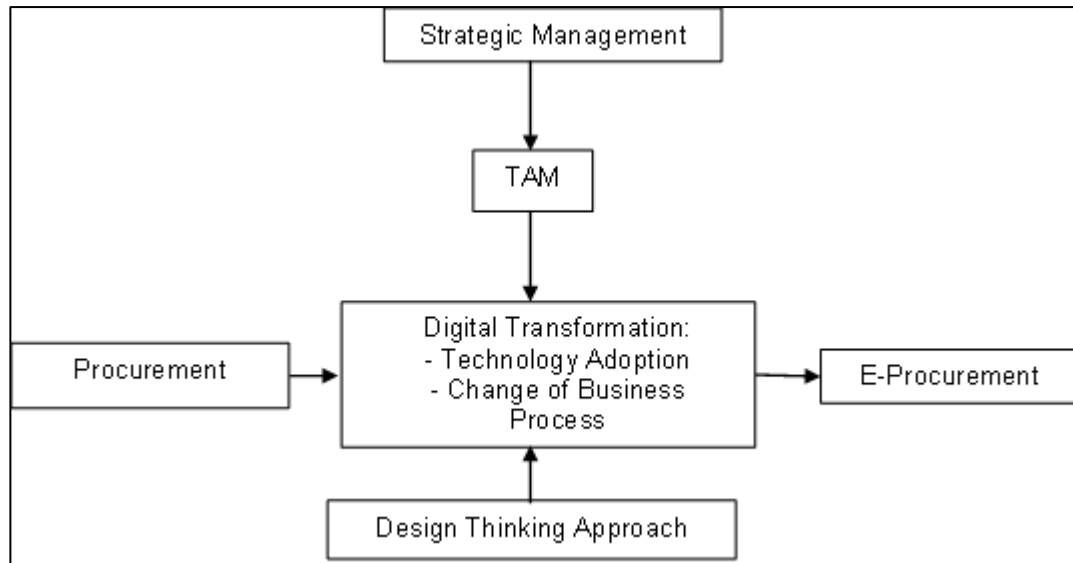 Strategic Management
TAM
Digital Transformation:
- Technology Adoption
- Change of Business
Process
Procurement
E-Procurement
Design Thinking Approach